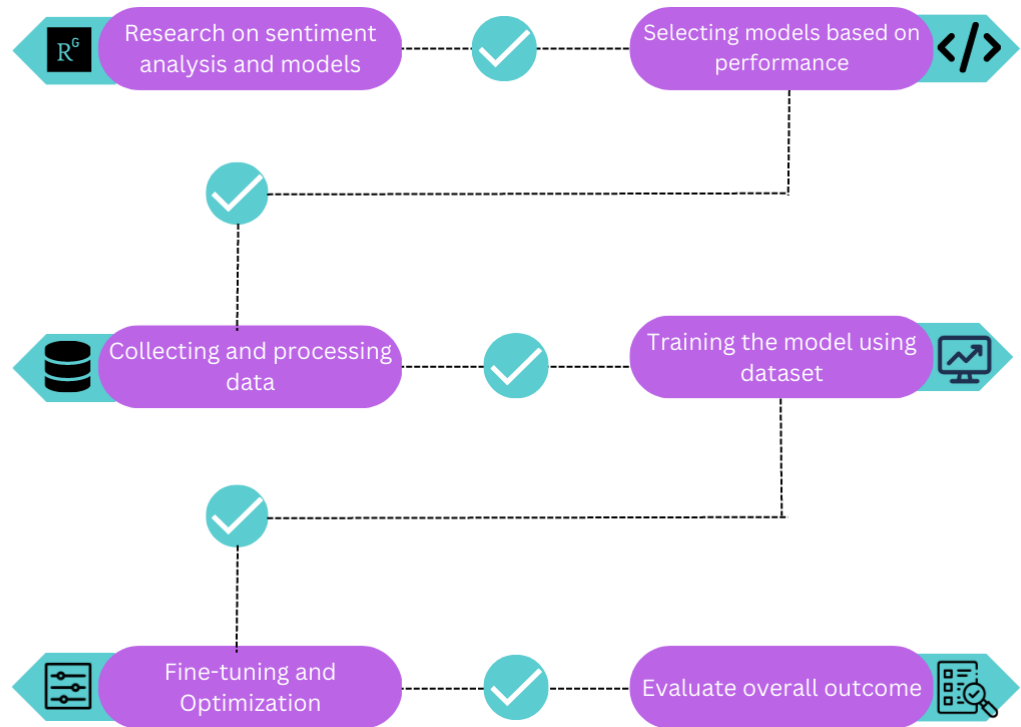 RG
Research on sentiment
analysis and models
Selecting models based on
performance
</>
Collecting and processing
data
Training the model using
dataset
Fine-tuning and
Optimization
Evaluate overall outcome